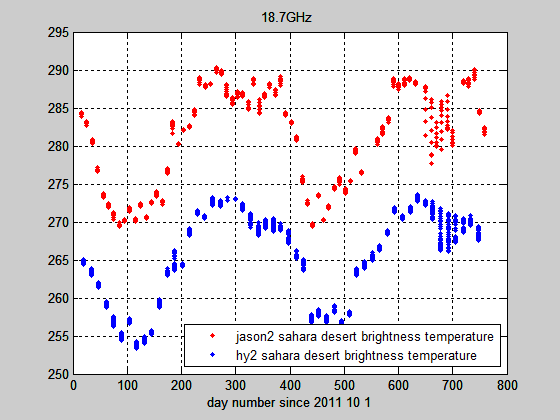 18.7GHz
295
290
285
280
275
270
265
260
255
250
jason2 sahara desert brightness temperature
hy2 sahara desert brightness temperature
0 100 200 300 400 500 600 700 800
day number since 2011 10 1